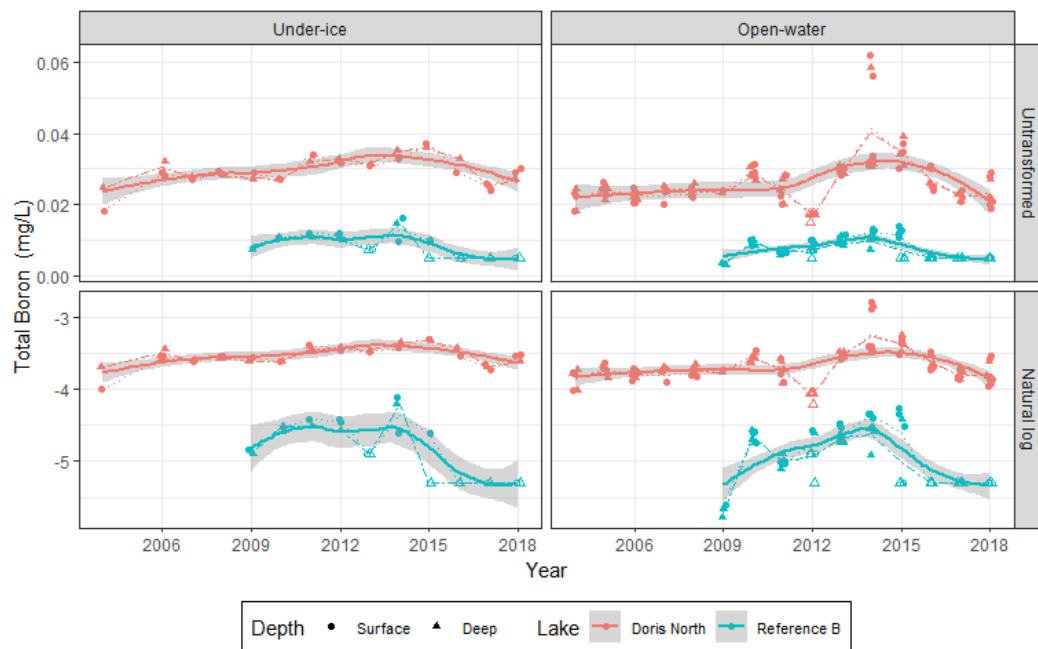 Under-ice Open-water
0.06
0.04
0.02
0.00
Untransformed
-3
-4
-5
Natural log
Total Boron (mg/L)
2006 2009 2012 2015 2018 2006 2009 2012 2015 2018
Year
Depth Surface Deep Lake Doris North Reference B